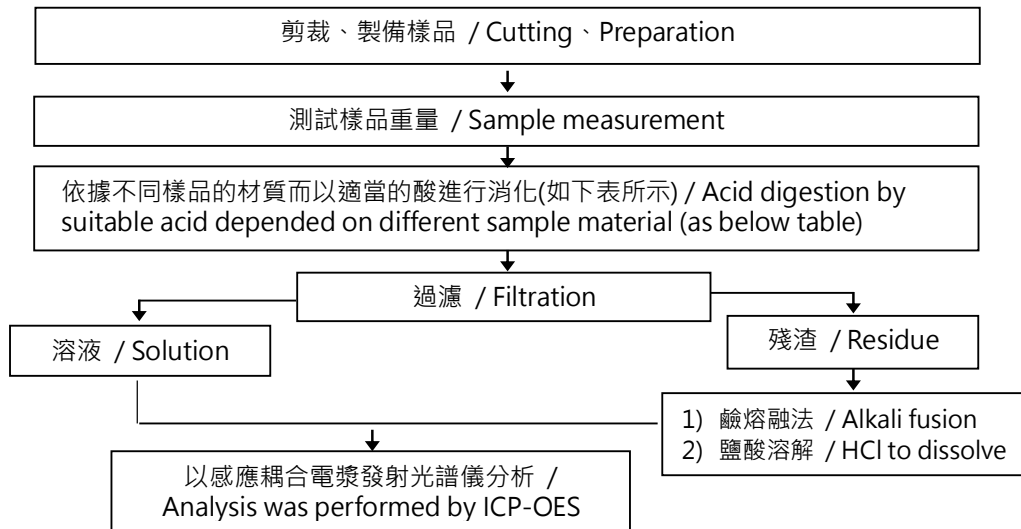 剪裁、製備樣品 / Cutting、Preparation
測試樣品重量 / Sample measurement
依據不同樣品的材質而以適當的酸進行消化(如下表所示) / Acid digestion by
suitable acid depended on different sample material (as below table)
過濾 / Filtration
溶液 / Solution
殘渣 / Residue
1) 鹼熔融法 / Alkali fusion
2) 鹽酸溶解 / HCl to dissolve
以感應耦合電漿發射光譜儀分析 /
Analysis was performed by ICP-OES